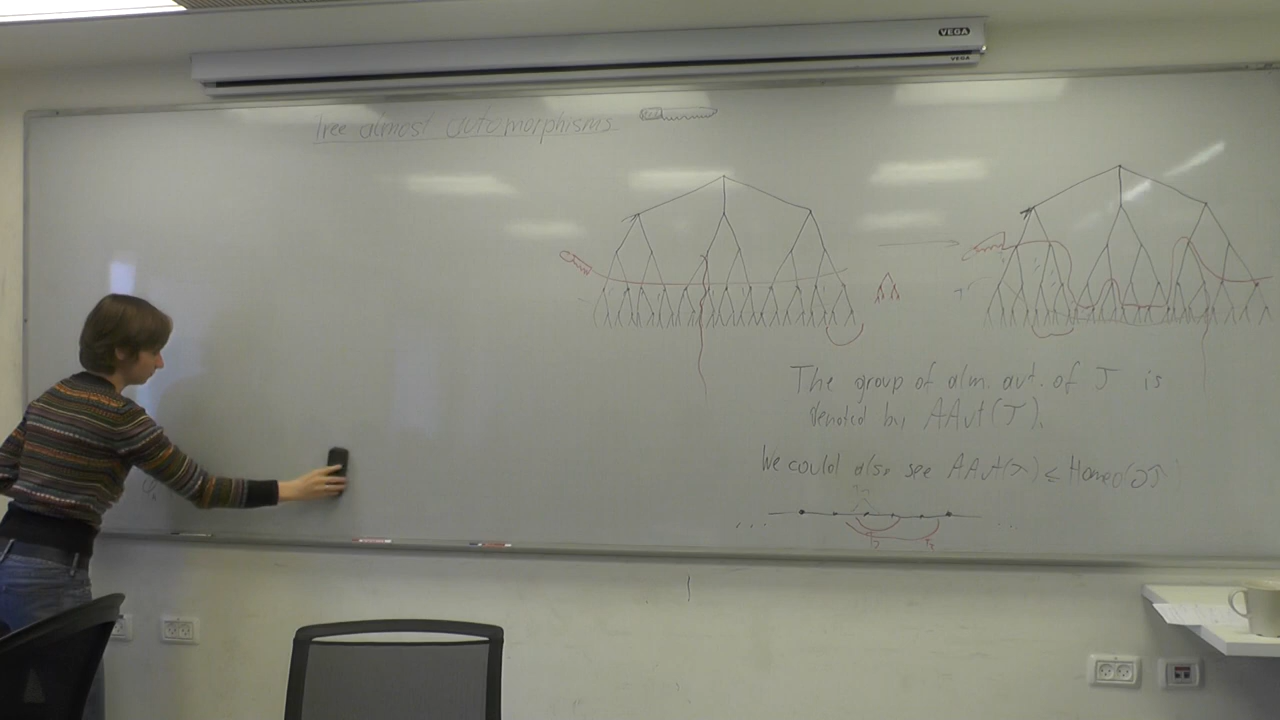 VEGA
VEGA
Tree almost automorphisms
The group of alm. aut. of T is
denoted by AAut(T).
We could also see AAut(T) ≤ Homeo(∂T
... ...